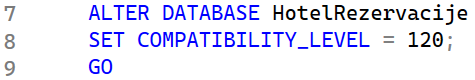 7 ALTER DATABASE HotelRezervacije
8 SET COMPATIBILITY_LEVEL = 120;
9 GO